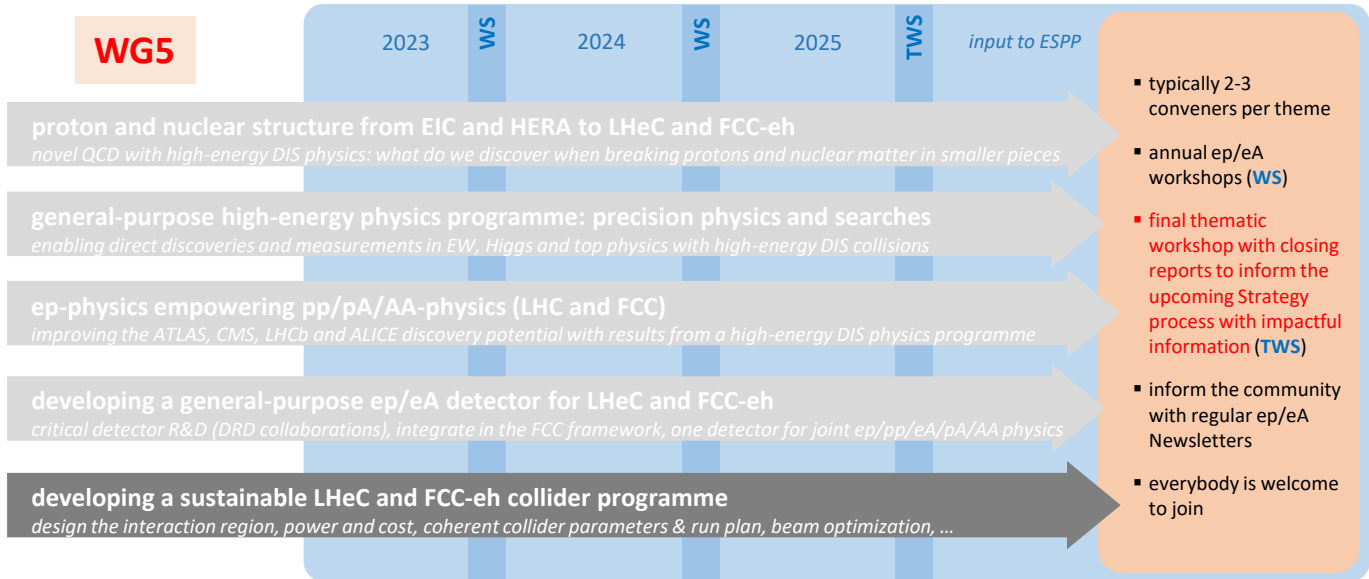 WG5
2023
WS
2024
WS
2025
TWS
input to ESPP
proton and nuclear structure from EIC and HERA to LHeC and FCC-eh
novel QCD with high-energy DIS physics: what do we discover when breaking protons and nuclear matter in smaller pieces
general-purpose high-energy physics programme: precision physics and searches
enabling direct discoveries and measurements in EW, Higgs and top physics with high-energy DIS collisions
ep-physics empowering pp/pA/AA-physics (LHC and FCC)
improving the ATLAS, CMS, LHCb and ALICE discovery potential with results from a high-energy DIS physics programme
developing a general-purpose ep/eA detector for LHeC and FCC-eh
critical detector R&D (DRD collaborations), integrate in the FCC framework, one detector for joint ep/pp/eA/pA/AA physics
developing a sustainable LHeC and FCC-eh collider programme
design the interaction region, power and cost, coherent collider parameters & run plan, beam optimization, ...
▪ typically 2-3
conveners per theme
▪ annual ep/eA
workshops (WS)
▪ final thematic
workshop with closing
reports to inform the
upcoming Strategy
process with impactful
information (TWS)
▪ inform the community
with regular ep/eA
Newsletters
▪ everybody is welcome
to join